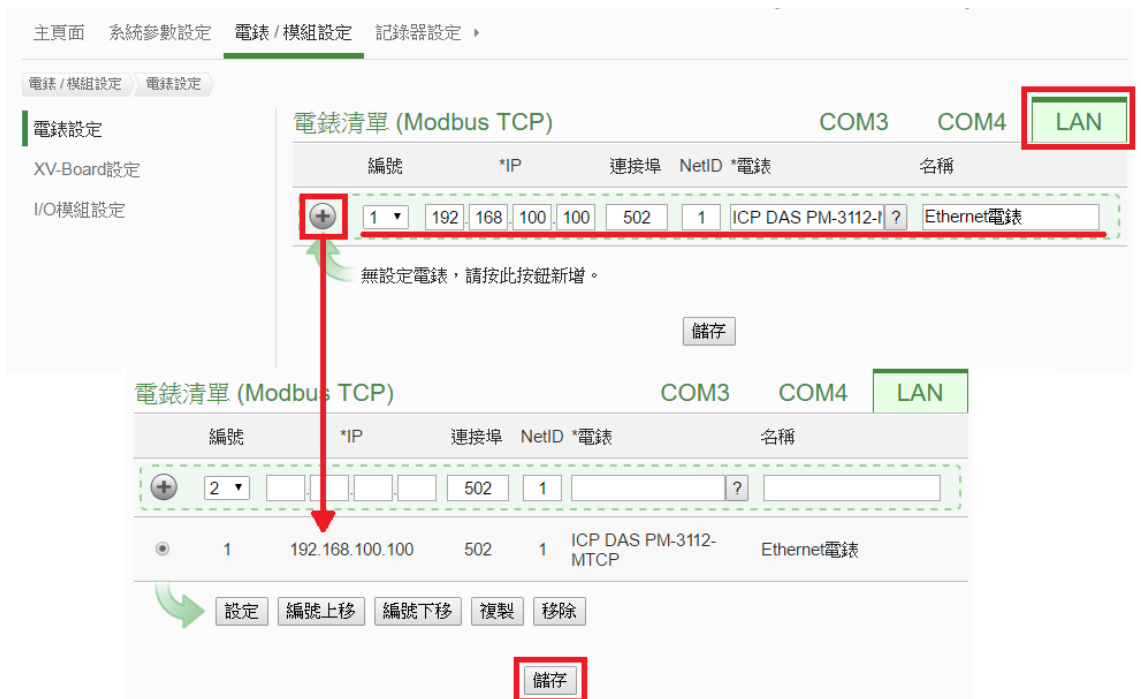 主頁面 系統參數設定 電錶 / 模組設定 記錄器設定
電錶 / 模組設定 電錶設定
電錶設定
XV-Board設定
I/O模組設定
電錶清單 (Modbus TCP) COM3 COM4 LAN
編號 *IP 連接埠 NetID *電錶 名稱
1 192 . 168 . 100 . 100 502 1 ICP DAS PM-3112-M ? Ethernet電錶
無設定電錶，請按此按鈕新增。
儲存
電錶清單 (Modbus TCP) COM3 COM4 LAN
編號 *IP 連接埠 NetID *電錶 名稱
2 . . . 502 1 ?
1 192.168.100.100 502 1 ICP DAS PM-3112- Ethernet電錶
MTCP
設定 編號上移 編號下移 複製 移除
儲存